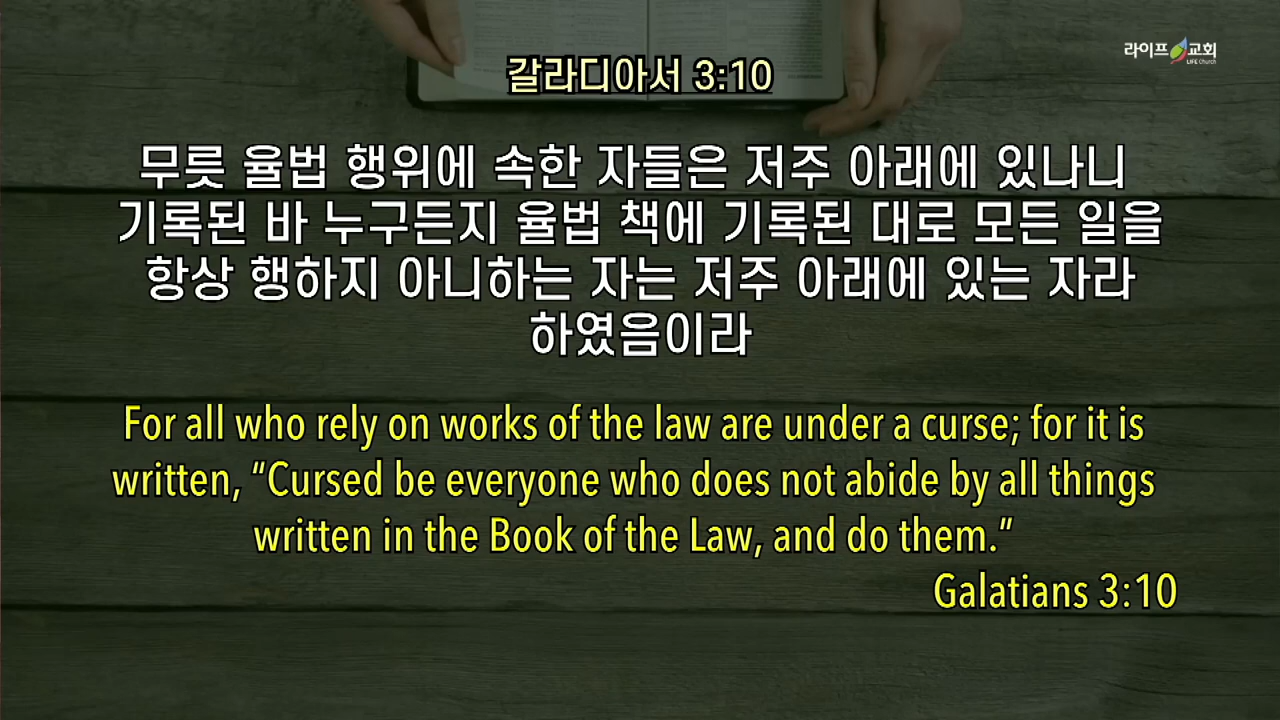 라이프 교회
LIFE Church
갈라디아서 3:10
무릇 율법 행위에 속한 자들은 저주 아래에 있나니
기록된 바 누구든지 율법 책에 기록된 대로 모든 일을
항상 행하지 아니하는 자는 저주 아래에 있는 자라
하였음이라
For all who rely on works of the law are under a curse; for it is
written, “Cursed be everyone who does not abide by all things
written in the Book of the Law, and do them.”
Galatians 3:10